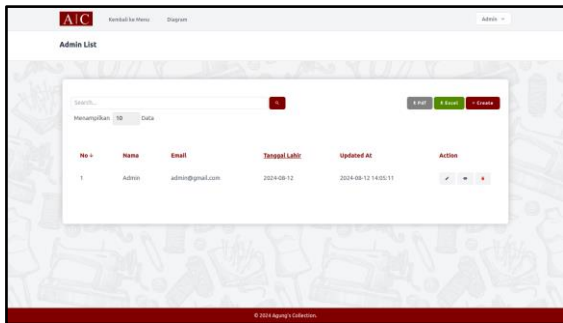 A|C Kembali ke Menu Diagram Admin
Admin List
Search...
Pdf Excel + Create
Menampilkan 10 Data
No Name Email Tanggal Lahir Updated At Action
1 Admin admin@gmail.com 2024-08-12 2024-08-12 14:05:11
© 2024 Agung's Collection.